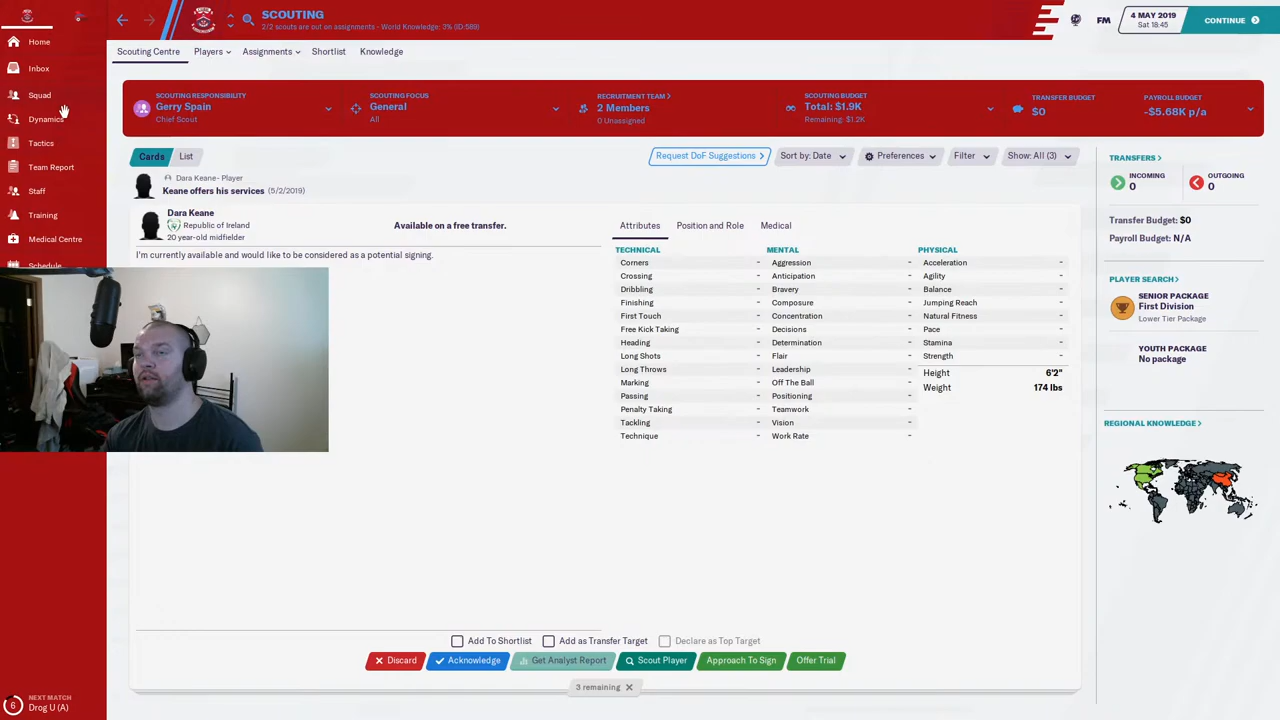 SCOUTING
2/2 scouts are out on assignments - World Knowledge: 3% (ID:589)
FM
4 MAY 2019
Sat 18:45
CONTINUE
Home
Inbox
Squad
Dynamics
Tactics
Team Report
Staff
Training
Medical Centre
Schedule
NEXT MATCH
6
Drog U (A)
Scouting Centre
Players
Assignments
Shortlist
Knowledge
SCOUTING RESPONSIBILITY
Gerry Spain
Chief Scout
SCOUTING FOCUS
General
All
RECRUITMENT TEAM >
2 Members
0 Unassigned
SCOUTING BUDGET
Total: $1.9K
Remaining: $1.2K
TRANSFER BUDGET
$0
PAYROLL BUDGET
-$5.68K p/a
Cards
List
Request DoF Suggestions >
Sort by: Date
Preferences
Filter
Show: All (3)
Dara Keane - Player
Keane offers his services (5/2/2019)
Dara Keane
Republic of Ireland
20 year-old midfielder
Available on a free transfer.
I'm currently available and would like to be considered as a potential signing.
Attributes
Position and Role
Medical
TECHNICAL
Corners -
Crossing -
Dribbling -
Finishing -
First Touch -
Free Kick Taking -
Heading -
Long Shots -
Long Throws -
Marking -
Passing -
Penalty Taking -
Tackling -
Technique -
MENTAL
Aggression -
Anticipation -
Bravery -
Composure -
Concentration -
Decisions -
Determination -
Flair -
Leadership -
Off The Ball -
Positioning -
Teamwork -
Vision -
Work Rate -
PHYSICAL
Acceleration -
Agility -
Balance -
Jumping Reach -
Natural Fitness -
Pace -
Stamina -
Strength -
Height 6'2"
Weight 174 lbs
Add To Shortlist
Add as Transfer Target
Declare as Top Target
Discard
Acknowledge
Get Analyst Report
Scout Player
Approach To Sign
Offer Trial
3 remaining
TRANSFERS >
INCOMING
0
OUTGOING
0
Transfer Budget: $0
Payroll Budget: N/A
PLAYER SEARCH >
SENIOR PACKAGE
First Division
Lower Tier Package
YOUTH PACKAGE
No package
REGIONAL KNOWLEDGE >